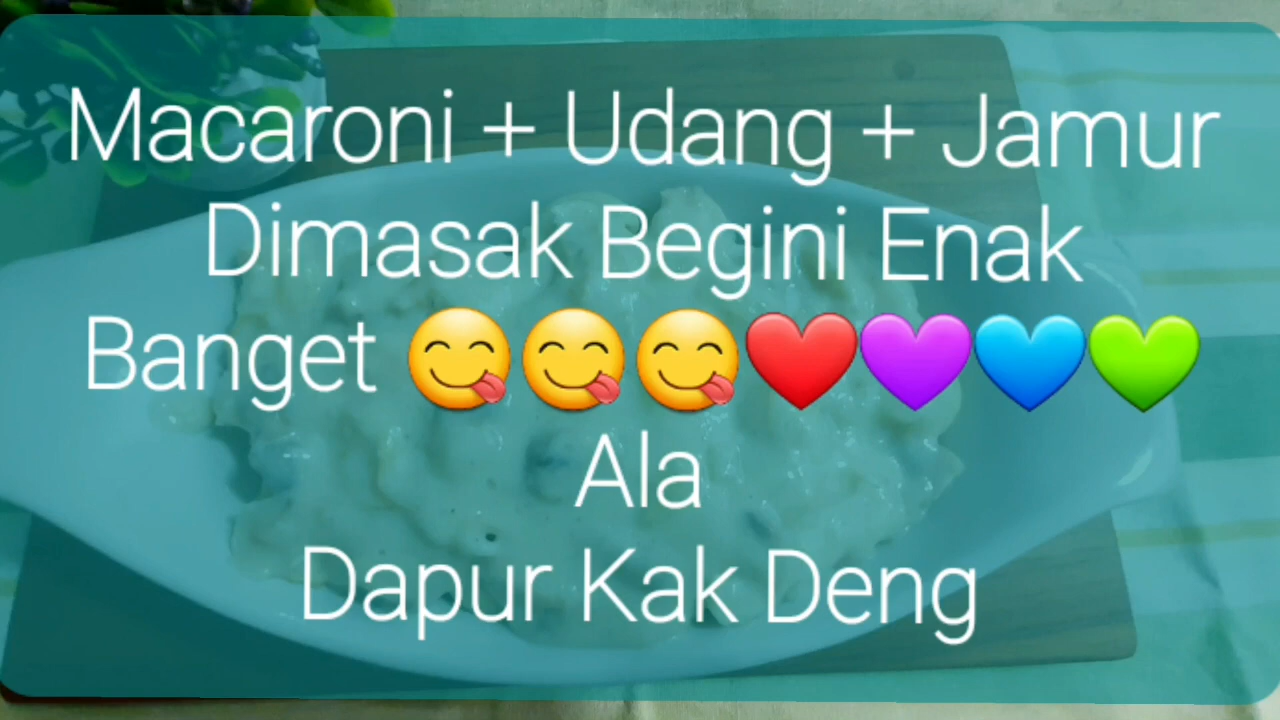 Macaroni + Udang + Jamur
Dimasak Begini Enak
Banget 😋😋😋❤️💜💙💚
Ala
Dapur Kak Deng